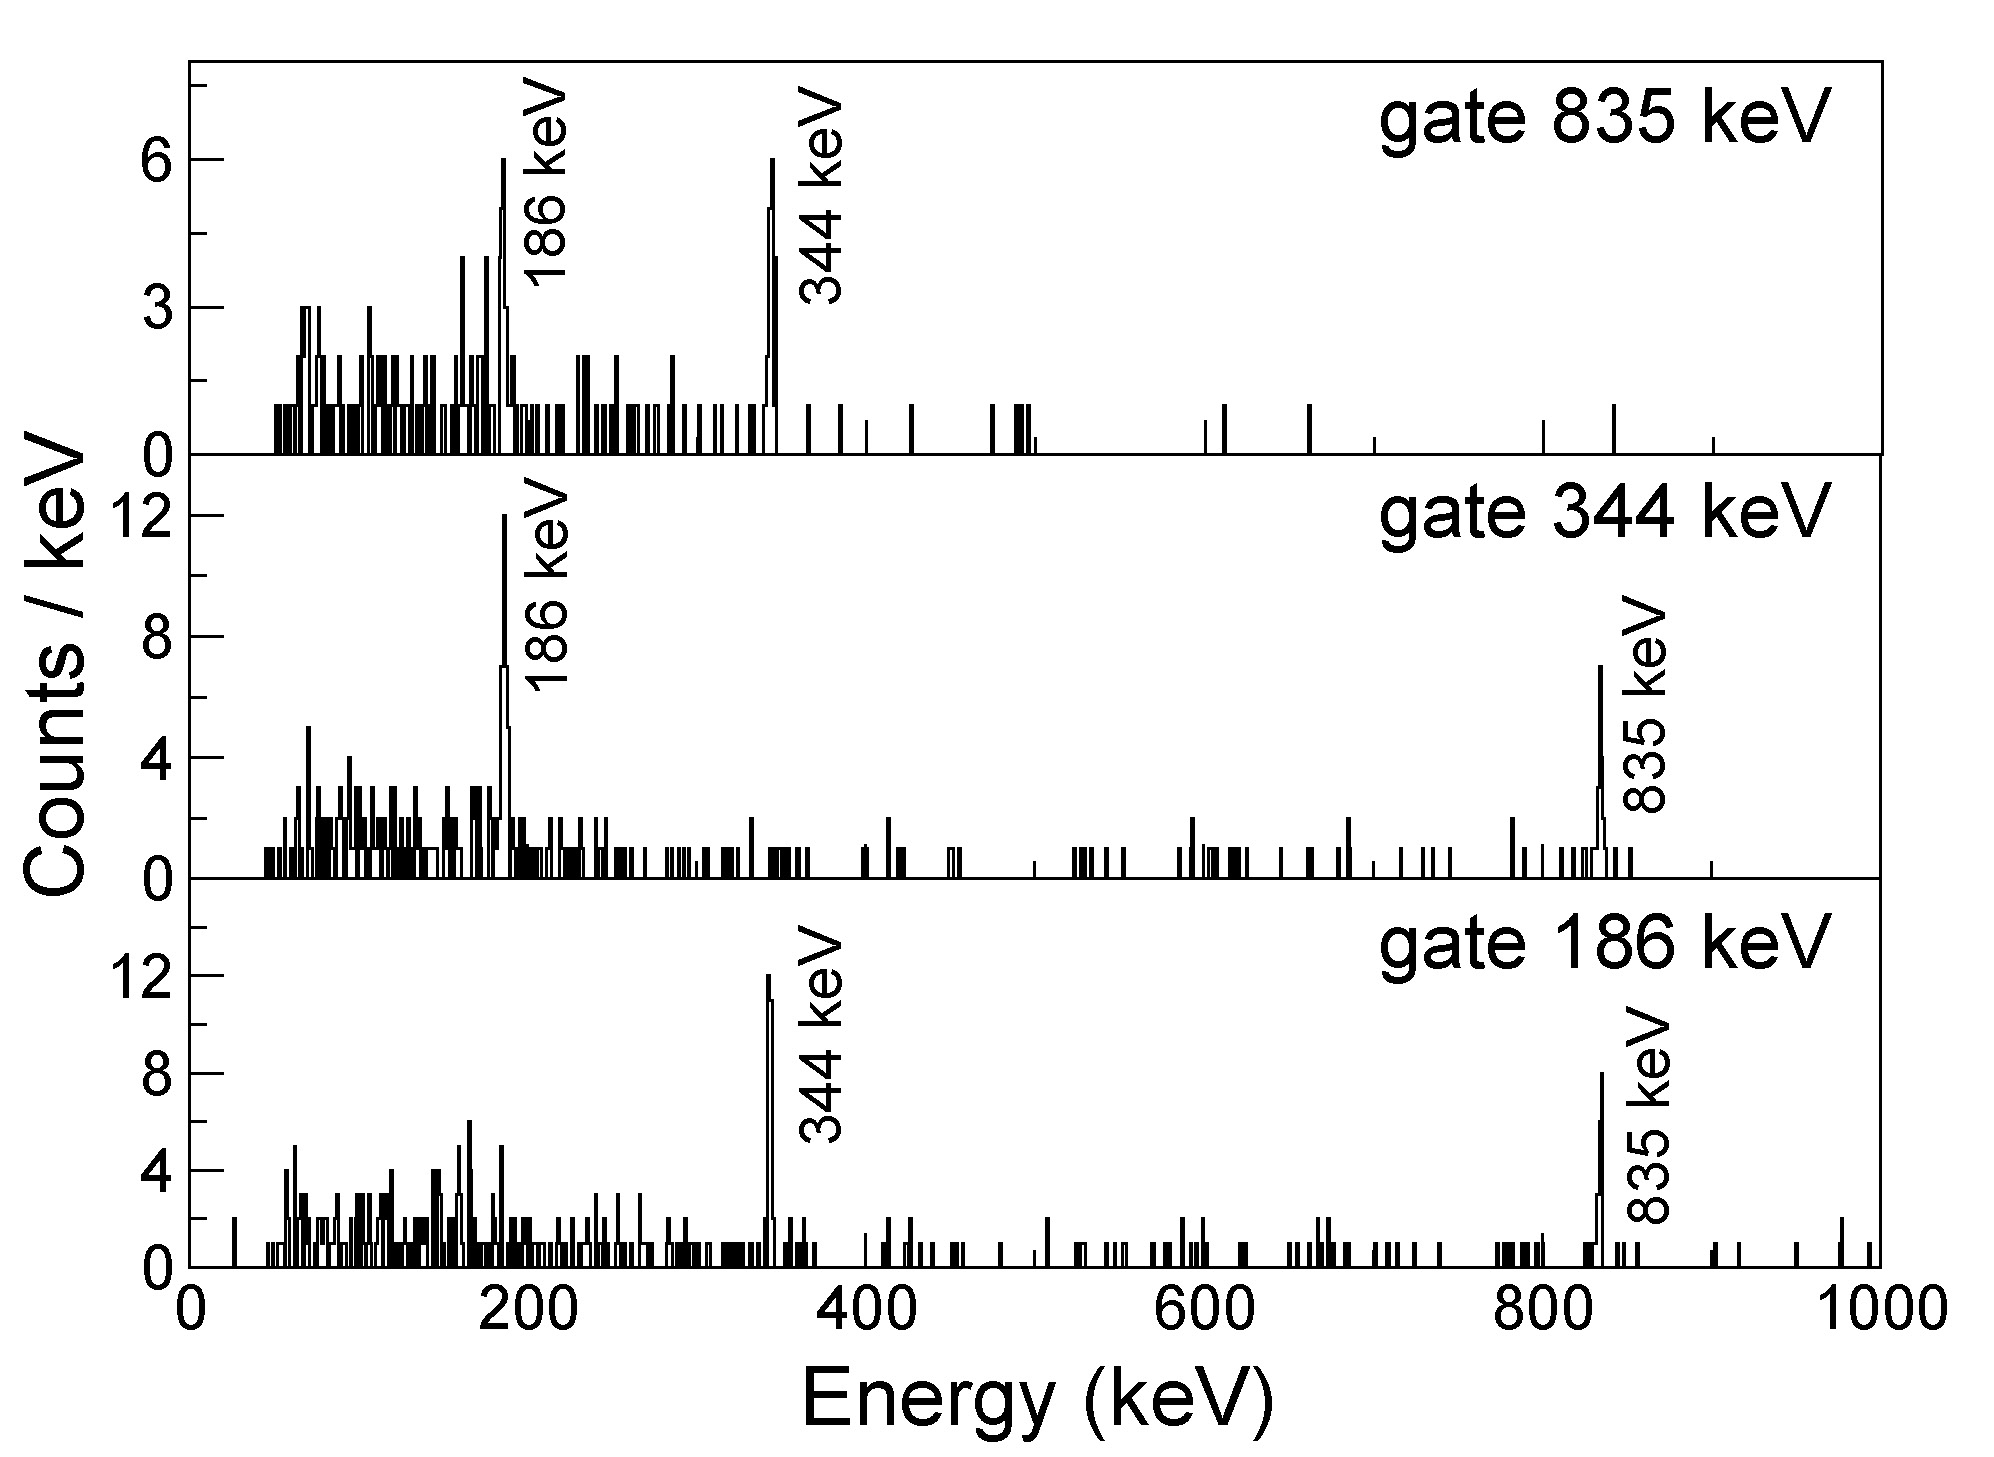 gate 835 keV
186 keV
344 keV
6
3
0
gate 344 keV
186 keV
835 keV
12
8
4
0
gate 186 keV
344 keV
835 keV
12
8
4
0
0 200 400 600 800 1000
Energy (keV)
Counts / keV